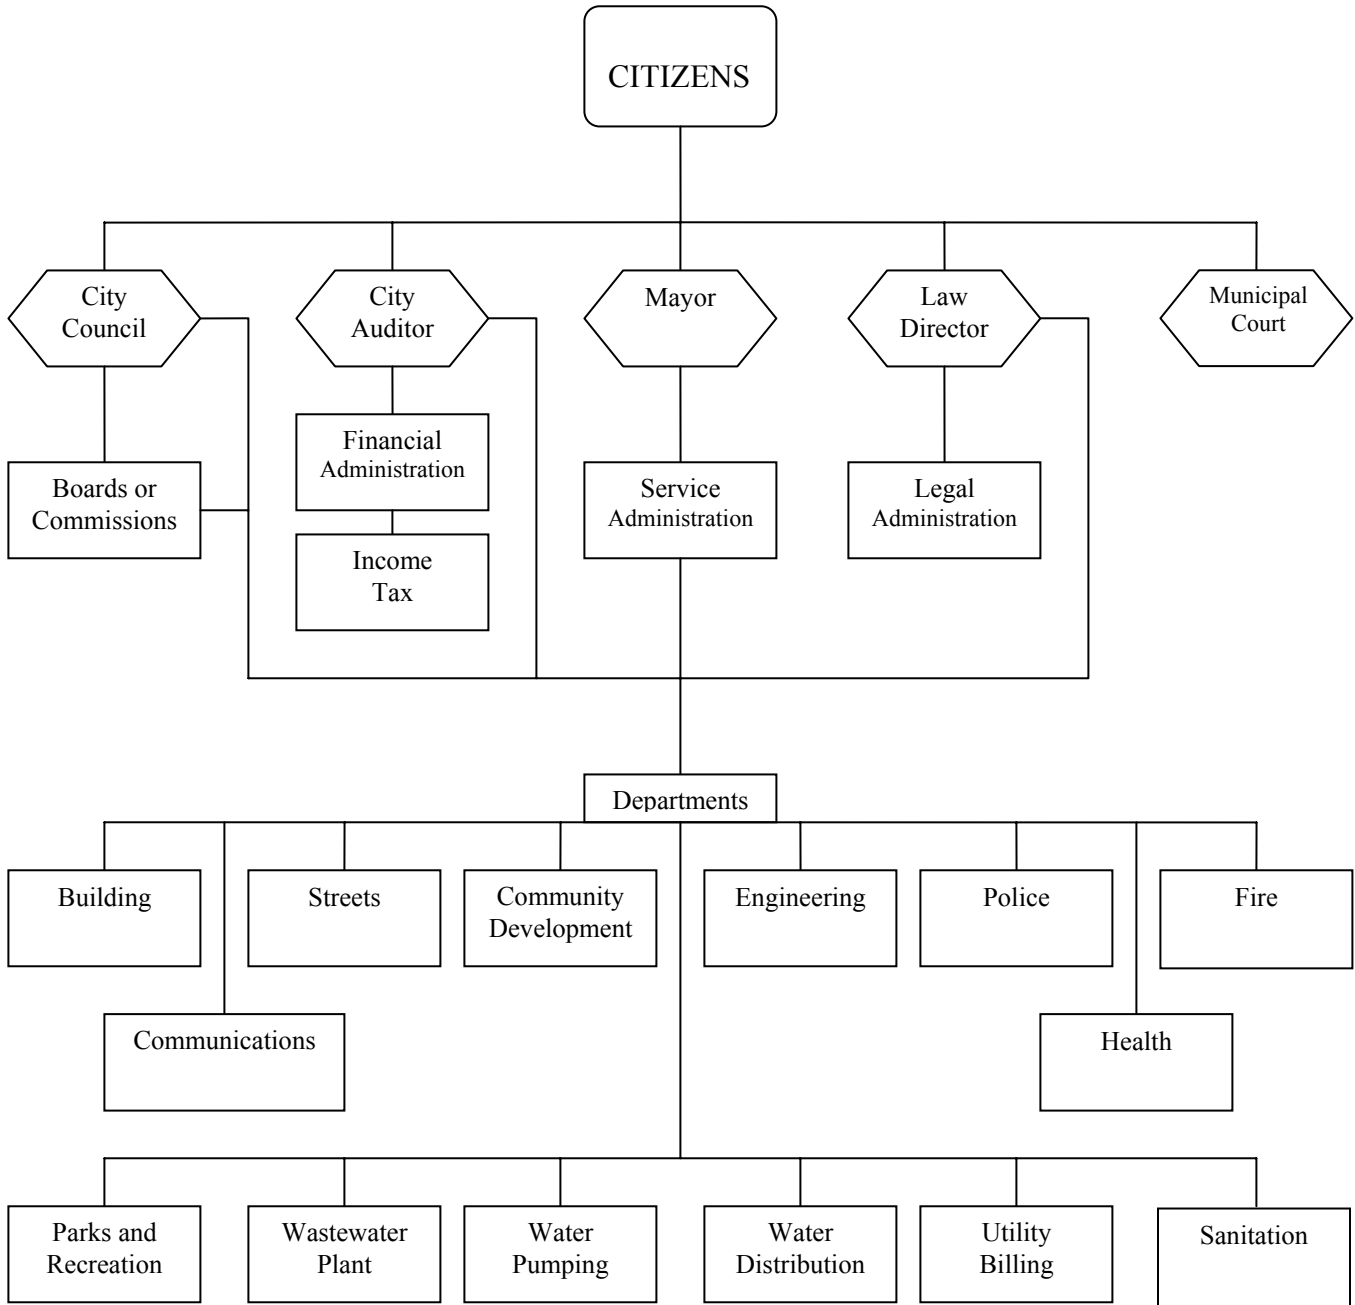 CITIZENS
City
Council
City
Auditor
Mayor
Law
Director
Municipal
Court
Financial
Administration
Boards or
Commissions
Service
Administration
Legal
Administration
Income
Tax
Departments
Building
Streets
Community
Development
Engineering
Police
Fire
Communications
Health
Parks and
Recreation
Wastewater
Plant
Water
Pumping
Water
Distribution
Utility
Billing
Sanitation